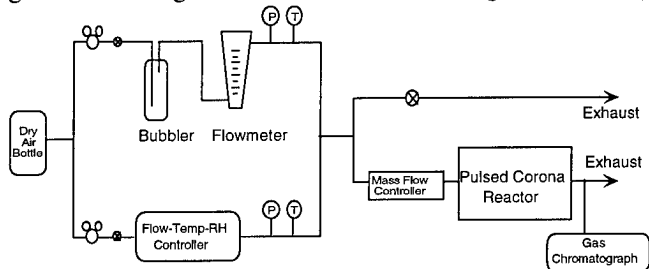 P T
Bubbler Flowmeter
Dry
Air
Bottle
Exhaust
Mass Flow
Controller
Pulsed Corona
Reactor
Exhaust
P T
Flow-Temp-RH
Controller
Gas
Chromatograph